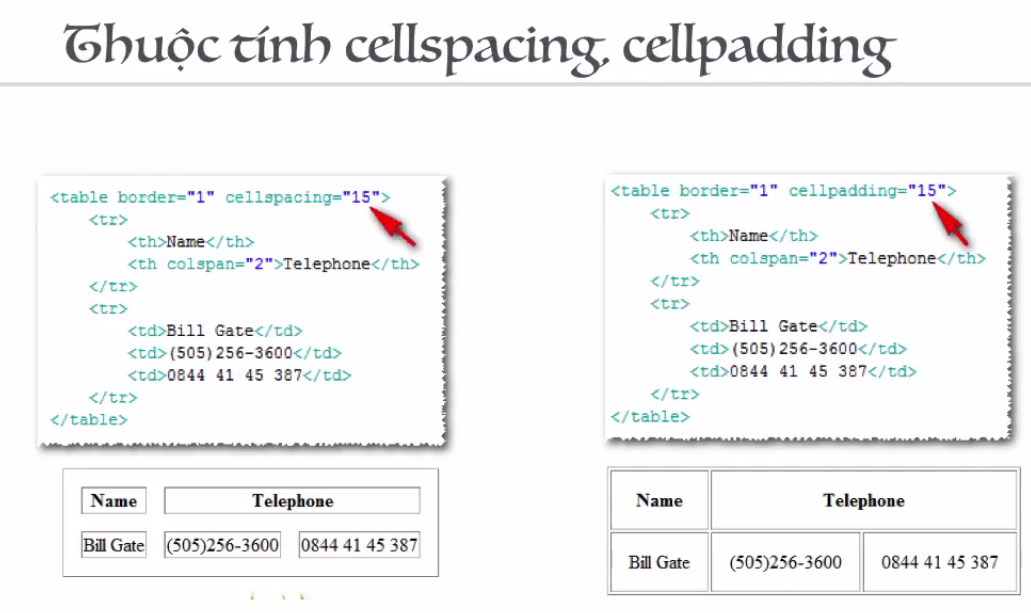 Thuộc tính cellspacing, cellpadding
<table border="1" cellspacing="15">
<tr>
<th>Name</th>
<th colspan="2">Telephone</th>
</tr>
<tr>
<td>Bill Gate</td>
<td>(505)256-3600</td>
<td>0844 41 45 387</td>
</tr>
</table>
Name Telephone
Bill Gate (505)256-3600 0844 41 45 387
<table border="1" cellpadding="15">
<tr>
<th>Name</th>
<th colspan="2">Telephone</th>
</tr>
<tr>
<td>Bill Gate</td>
<td>(505)256-3600</td>
<td>0844 41 45 387</td>
</tr>
</table>
Name Telephone
Bill Gate (505)256-3600 0844 41 45 387